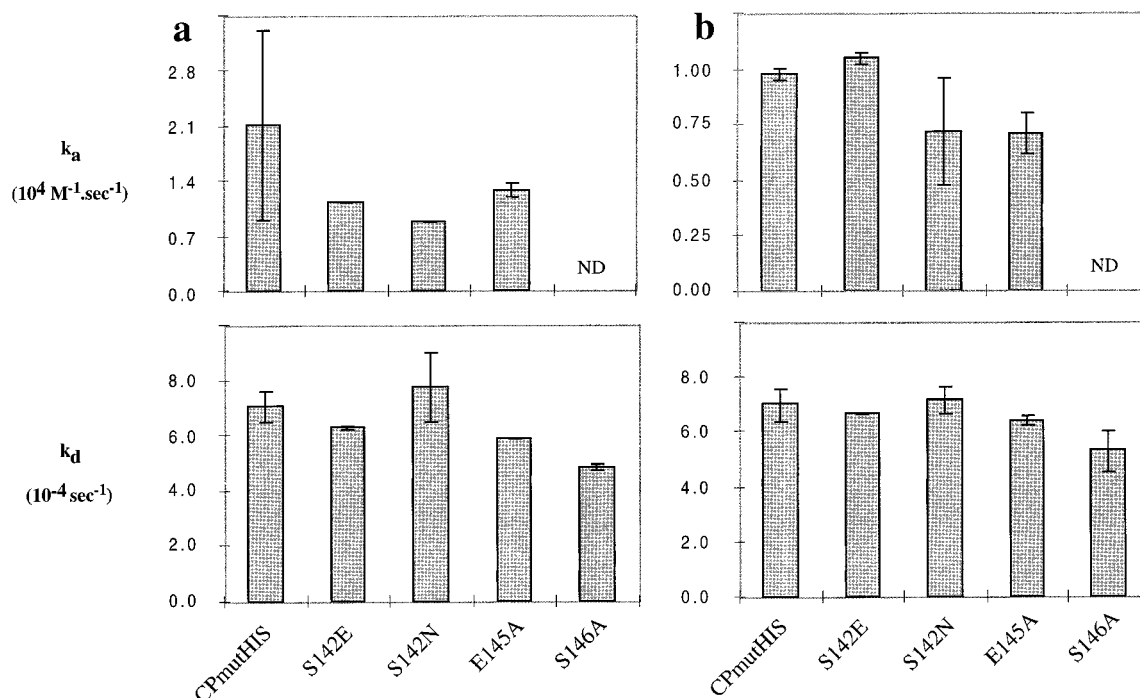 a
b
2.8
2.1
1.4
0.7
0.0
ND
kₐ
(10⁴ M⁻¹.sec⁻¹)
1.00
0.75
0.50
0.25
0.00
ND
8.0
6.0
4.0
2.0
0.0
k_d
(10⁻⁴ sec⁻¹)
8.0
6.0
4.0
2.0
0.0
CPmutHIS
S142E
S142N
E145A
S146A
CPmutHIS
S142E
S142N
E145A
S146A